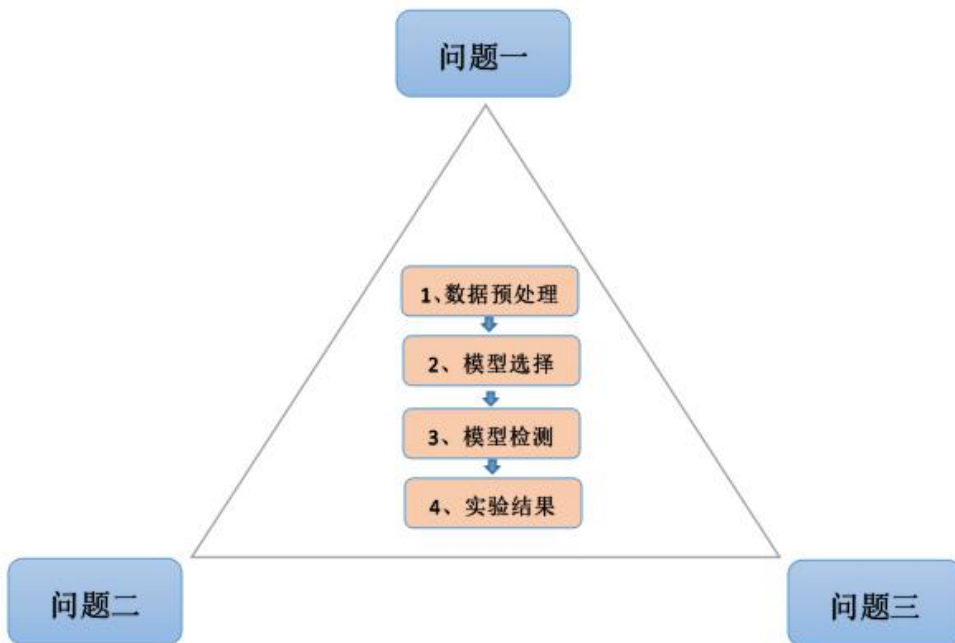 问题一
1、数据预处理
2、模型选择
3、模型检测
4、实验结果
问题二
问题三